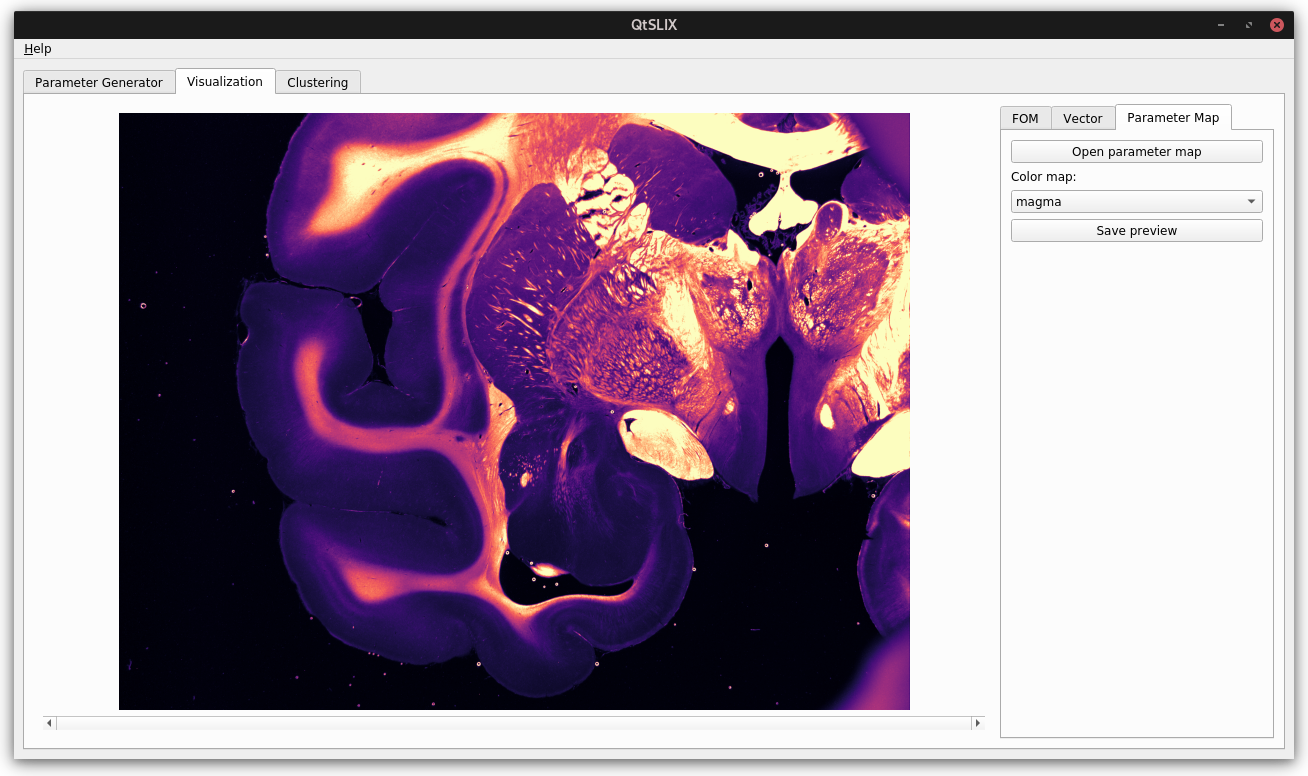 QtSLIX
Help
Parameter Generator
Visualization
Clustering
FOM
Vector
Parameter Map
Open parameter map
Color map:
magma
Save preview